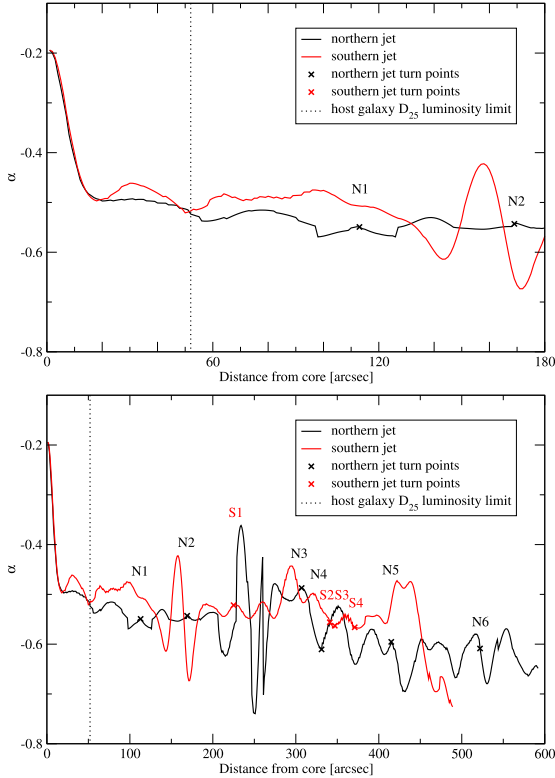 northern jet
southern jet
northern jet turn points
southern jet turn points
host galaxy D25 luminosity limit
-0.2
-0.4
-0.6
-0.8
α
N1
N2
0 60 120 180
Distance from core [arcsec]
northern jet
southern jet
northern jet turn points
southern jet turn points
host galaxy D25 luminosity limit
-0.2
-0.4
-0.6
-0.8
α
S1
N1
N2
N3
N4
N5
S2S3
S4
N6
0 100 200 300 400 500 600
Distance from core [arcsec]